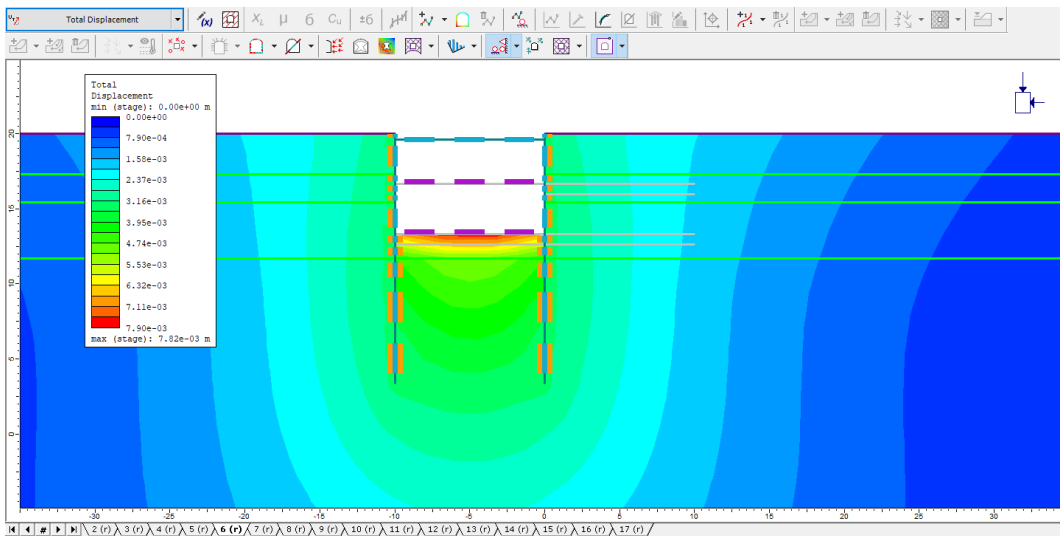 Total Displacement
(x) X_L μ б C_u ±б
Total
Displacement
min (stage): 0.00e+00 m
0.00e+00
7.90e-04
1.58e-03
2.37e-03
3.16e-03
3.95e-03
4.74e-03
5.53e-03
6.32e-03
7.11e-03
7.90e-03
max (stage): 7.82e-03 m
20
15
10
5
0
-30 -25 -20 -15 -10 -5 0 5 10 15 20 25 30
# 2 (r) 3 (r) 4 (r) 5 (r) 6 (r) 7 (r) 8 (r) 9 (r) 10 (r) 11 (r) 12 (r) 13 (r) 14 (r) 15 (r) 16 (r) 17 (r)